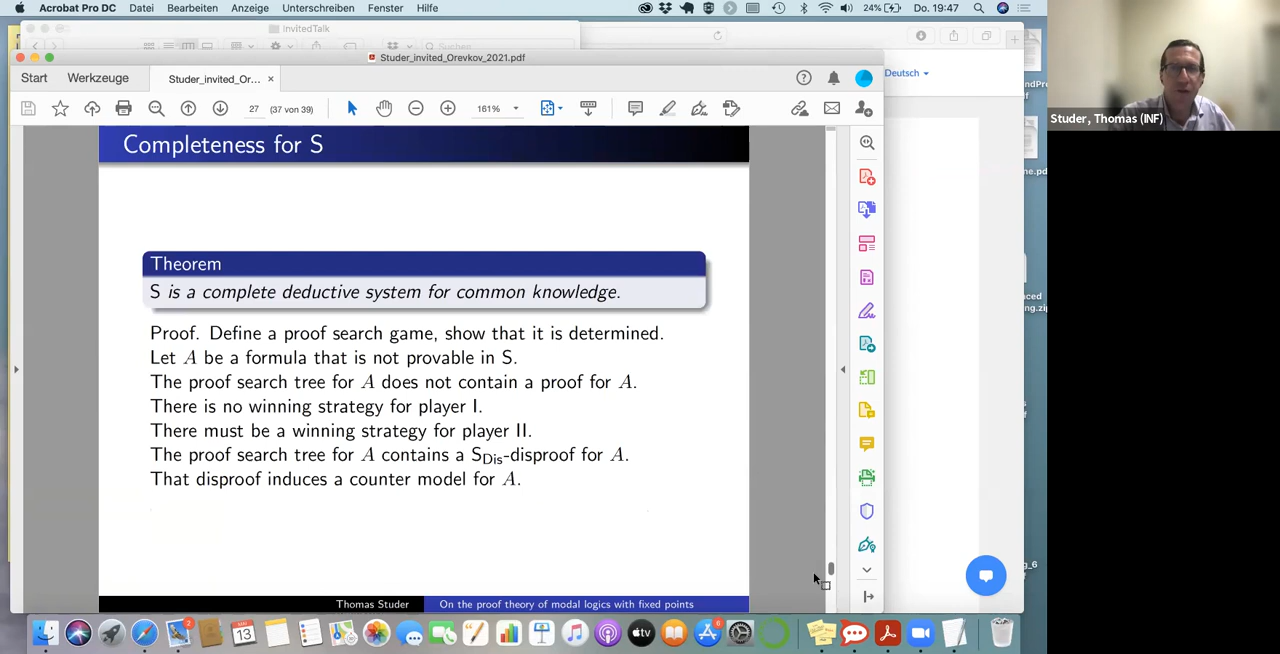 Acrobat Pro DC Datei Bearbeiten Anzeige Unterschreiben Fenster Hilfe 24% Do. 19:47
InvitedTalk
Suchen
Studer_invited_Orevkov_2021.pdf
Start Werkzeuge Studer_invited_Or... ×
Deutsch
27 (37 von 39) 161%
Completeness for S
Theorem
S is a complete deductive system for common knowledge.
Proof. Define a proof search game, show that it is determined.
Let A be a formula that is not provable in S.
The proof search tree for A does not contain a proof for A.
There is no winning strategy for player I.
There must be a winning strategy for player II.
The proof search tree for A contains a SDis-disproof for A.
That disproof induces a counter model for A.
Thomas Studer On the proof theory of modal logics with fixed points
Studer, Thomas (INF)